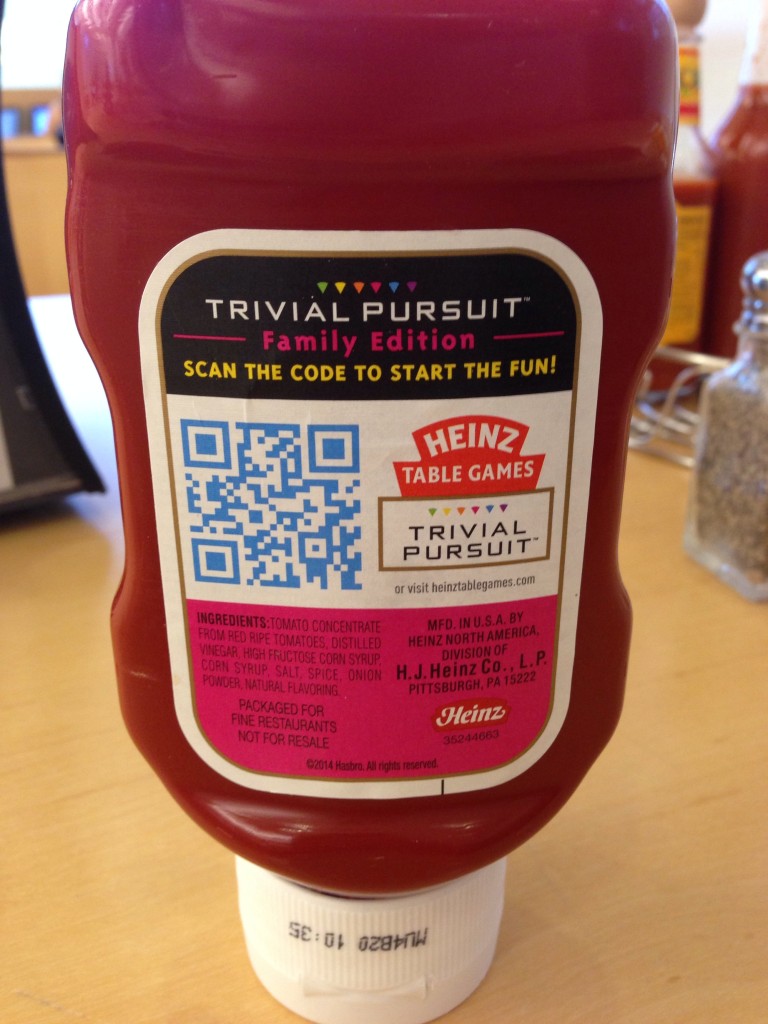 TRIVIAL PURSUIT™
Family Edition
SCAN THE CODE TO START THE FUN!
HEINZ
TABLE GAMES
TRIVIAL
PURSUIT™
or visit heinztablegames.com
INGREDIENTS: TOMATO CONCENTRATE
FROM RED RIPE TOMATOES, DISTILLED
VINEGAR, HIGH FRUCTOSE CORN SYRUP,
CORN SYRUP, SALT, SPICE, ONION
POWDER, NATURAL FLAVORING.
PACKAGED FOR
FINE RESTAURANTS
NOT FOR RESALE
MFD. IN U.S.A. BY
HEINZ NORTH AMERICA,
DIVISION OF
H.J. Heinz Co., L.P.
PITTSBURGH, PA 15222
Heinz
35244663
©2014 Hasbro. All rights reserved.
MU4B20 10:35